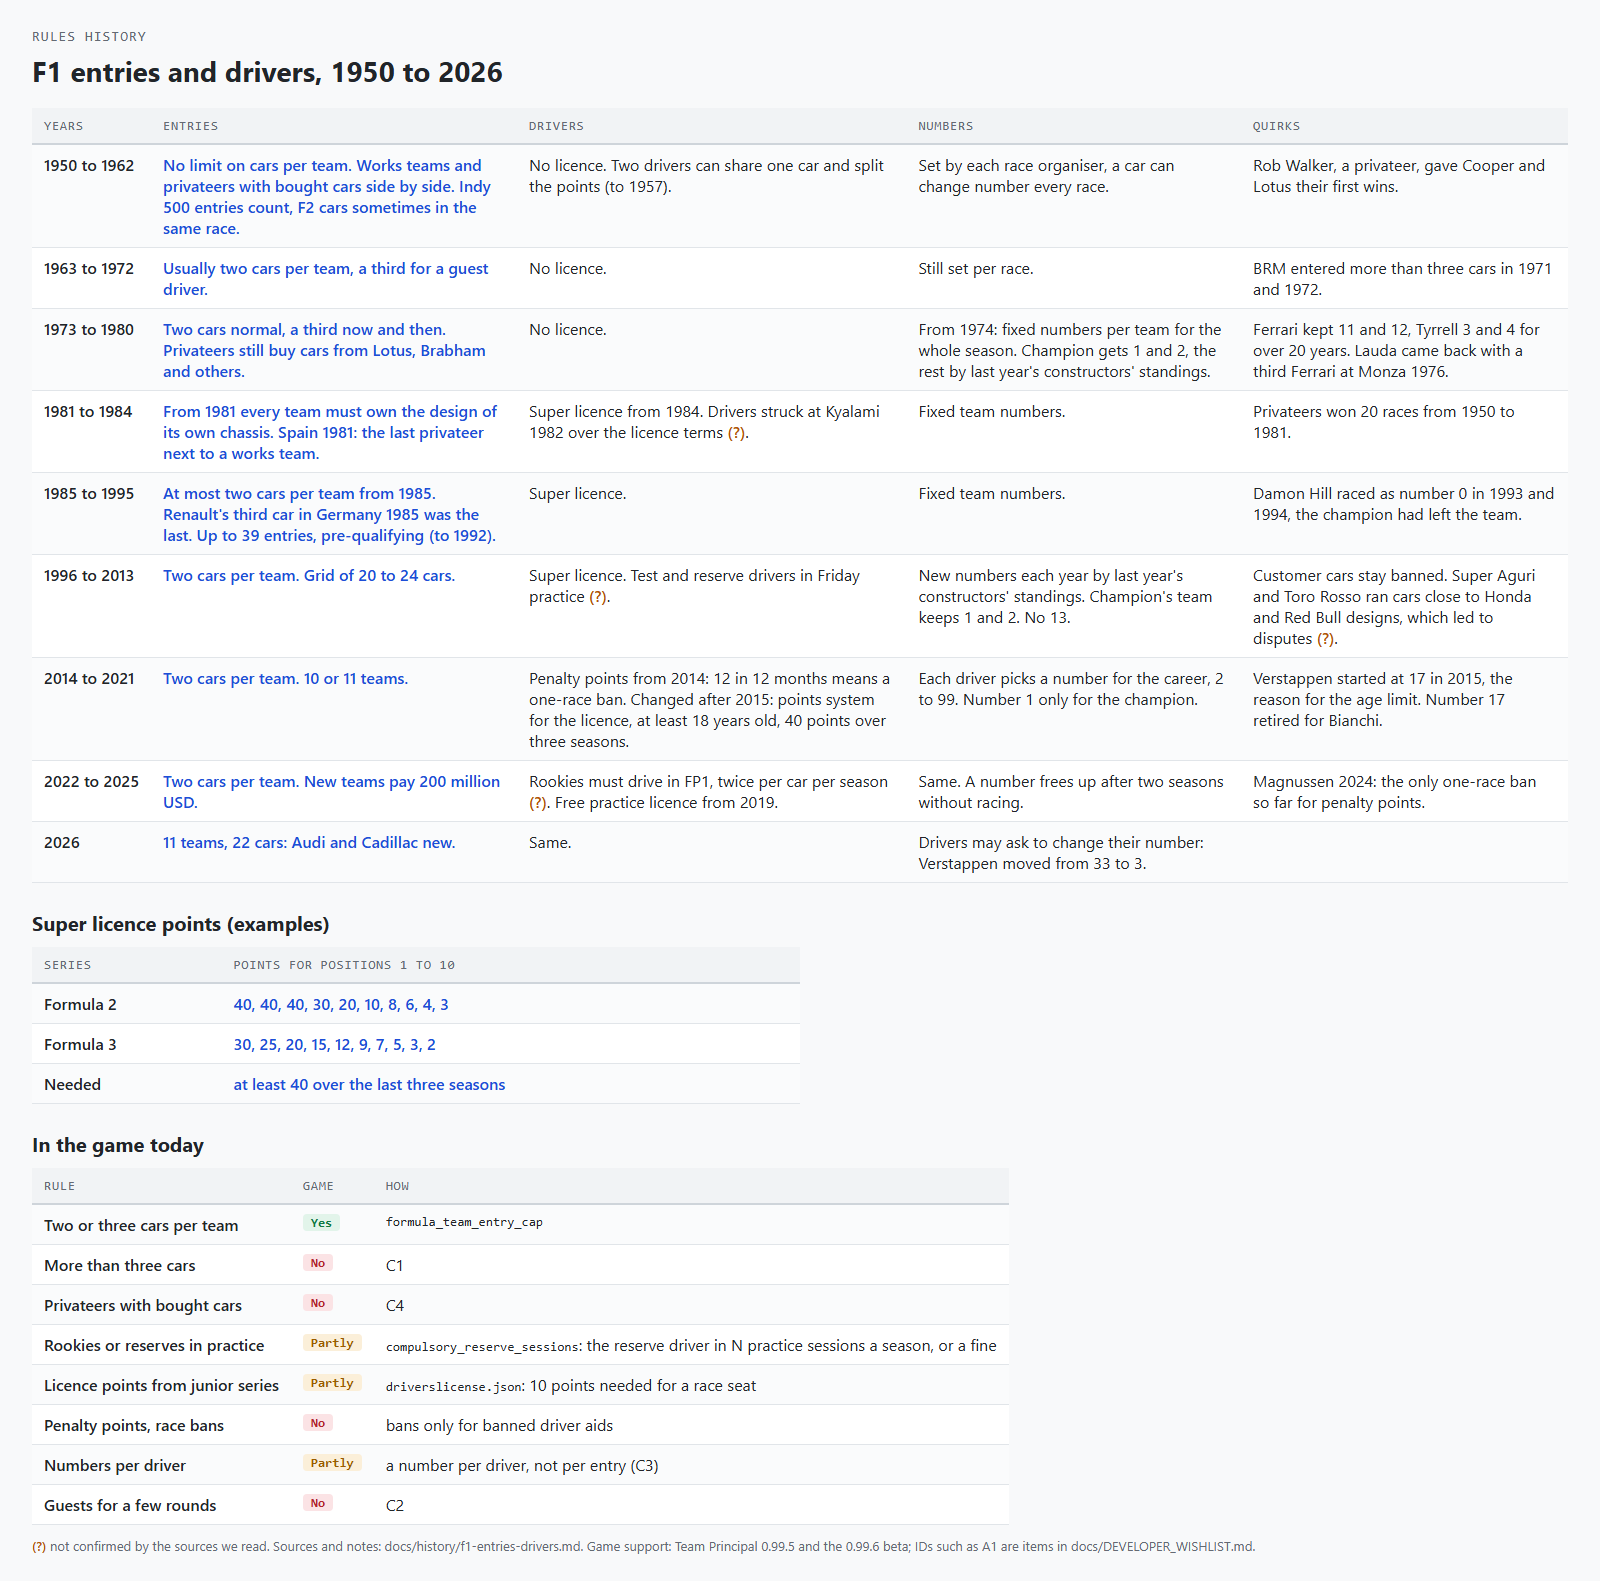 RULES HISTORY
F1 entries and drivers, 1950 to 2026
YEARS ENTRIES DRIVERS NUMBERS QUIRKS
1950 to 1962 No limit on cars per team. Works teams and No licence. Two drivers can share one car and split Set by each race organiser, a car can Rob Walker, a privateer, gave Cooper and
privateers with bought cars side by side. Indy the points (to 1957). change number every race. Lotus their first wins.
500 entries count, F2 cars sometimes in the
same race.
1963 to 1972 Usually two cars per team, a third for a guest No licence. Still set per race. BRM entered more than three cars in 1971
driver. and 1972.
1973 to 1980 Two cars normal, a third now and then. No licence. From 1974: fixed numbers per team for the Ferrari kept 11 and 12, Tyrrell 3 and 4 for
Privateers still buy cars from Lotus, Brabham whole season. Champion gets 1 and 2, the over 20 years. Lauda came back with a
and others. rest by last year's constructors' standings. third Ferrari at Monza 1976.
1981 to 1984 From 1981 every team must own the design of Super licence from 1984. Drivers struck at Kyalami Fixed team numbers. Privateers won 20 races from 1950 to
its own chassis. Spain 1981: the last privateer 1982 over the licence terms (?). 1981.
next to a works team.
1985 to 1995 At most two cars per team from 1985. Super licence. Fixed team numbers. Damon Hill raced as number 0 in 1993 and
Renault's third car in Germany 1985 was the 1994, the champion had left the team.
last. Up to 39 entries, pre-qualifying (to 1992).
1996 to 2013 Two cars per team. Grid of 20 to 24 cars. Super licence. Test and reserve drivers in Friday New numbers each year by last year's Customer cars stay banned. Super Aguri
practice (?). constructors' standings. Champion's team and Toro Rosso ran cars close to Honda
keeps 1 and 2. No 13. and Red Bull designs, which led to
disputes (?).
2014 to 2021 Two cars per team. 10 or 11 teams. Penalty points from 2014: 12 in 12 months means a Each driver picks a number for the career, 2 Verstappen started at 17 in 2015, the
one-race ban. Changed after 2015: points system to 99. Number 1 only for the champion. reason for the age limit. Number 17
for the licence, at least 18 years old, 40 points over retired for Bianchi.
three seasons.
2022 to 2025 Two cars per team. New teams pay 200 million Rookies must drive in FP1, twice per car per season Same. A number frees up after two seasons Magnussen 2024: the only one-race ban
USD. (?). Free practice licence from 2019. without racing. so far for penalty points.
2026 11 teams, 22 cars: Audi and Cadillac new. Same. Drivers may ask to change their number:
Verstappen moved from 33 to 3.
Super licence points (examples)
SERIES POINTS FOR POSITIONS 1 TO 10
Formula 2 40, 40, 40, 30, 20, 10, 8, 6, 4, 3
Formula 3 30, 25, 20, 15, 12, 9, 7, 5, 3, 2
Needed at least 40 over the last three seasons
In the game today
RULE GAME HOW
Two or three cars per team Yes formula_team_entry_cap
More than three cars No C1
Privateers with bought cars No C4
Rookies or reserves in practice Partly compulsory_reserve_sessions: the reserve driver in N practice sessions a season, or a fine
Licence points from junior series Partly driverslicense.json: 10 points needed for a race seat
Penalty points, race bans No bans only for banned driver aids
Numbers per driver Partly a number per driver, not per entry (C3)
Guests for a few rounds No C2
(?) not confirmed by the sources we read. Sources and notes: docs/history/f1-entries-drivers.md. Game support: Team Principal 0.99.5 and the 0.99.6 beta; IDs such as A1 are items in docs/DEVELOPER_WISHLIST.md.